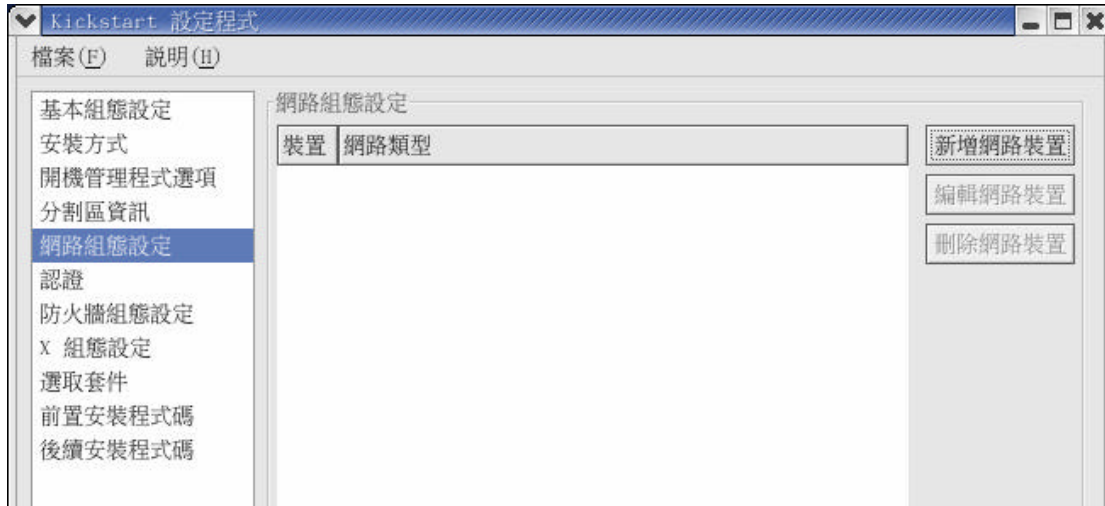 Kickstart 設定程式
檔案(F) 説明(H)
基本組態設定
安裝方式
開機管理程式選項
分割區資訊
網路組態設定
認證
防火牆組態設定
X 組態設定
選取套件
前置安裝程式碼
後續安裝程式碼
網路組態設定
裝置 網路類型
新增網路裝置
編輯網路裝置
刪除網路裝置